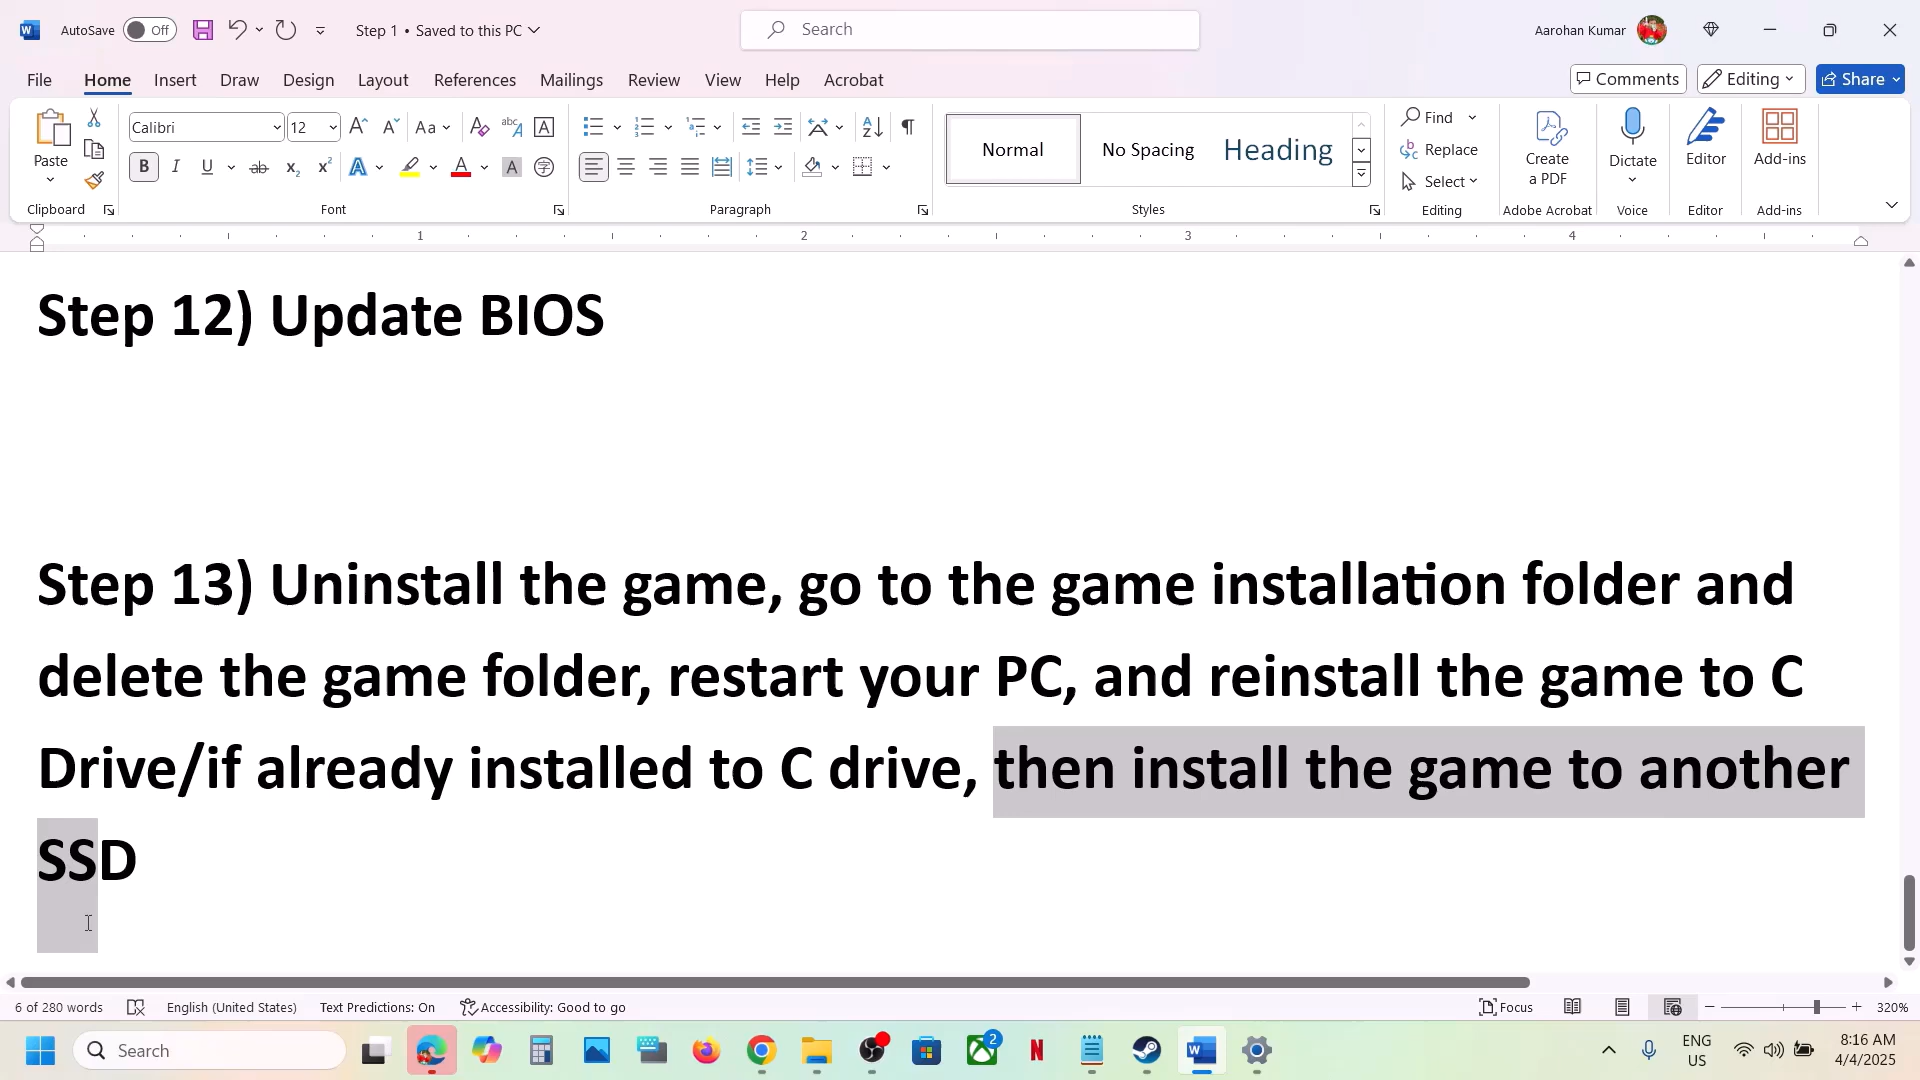 AutoSave Off Step 1 • Saved to this PC Search Aarohan Kumar
File Home Insert Draw Design Layout References Mailings Review View Help Acrobat Comments Editing Share
Paste Calibri 12 Normal No Spacing Heading Find Replace Select Create a PDF Dictate Editor Add-ins
Clipboard Font Paragraph Styles Editing Adobe Acrobat Voice Editor Add-ins
1 2 3 4
Step 12) Update BIOS
Step 13) Uninstall the game, go to the game installation folder and
delete the game folder, restart your PC, and reinstall the game to C
Drive/if already installed to C drive, then install the game to another
SSD
6 of 280 words English (United States) Text Predictions: On Accessibility: Good to go Focus 320%
Search 2 ENG US 8:16 AM 4/4/2025